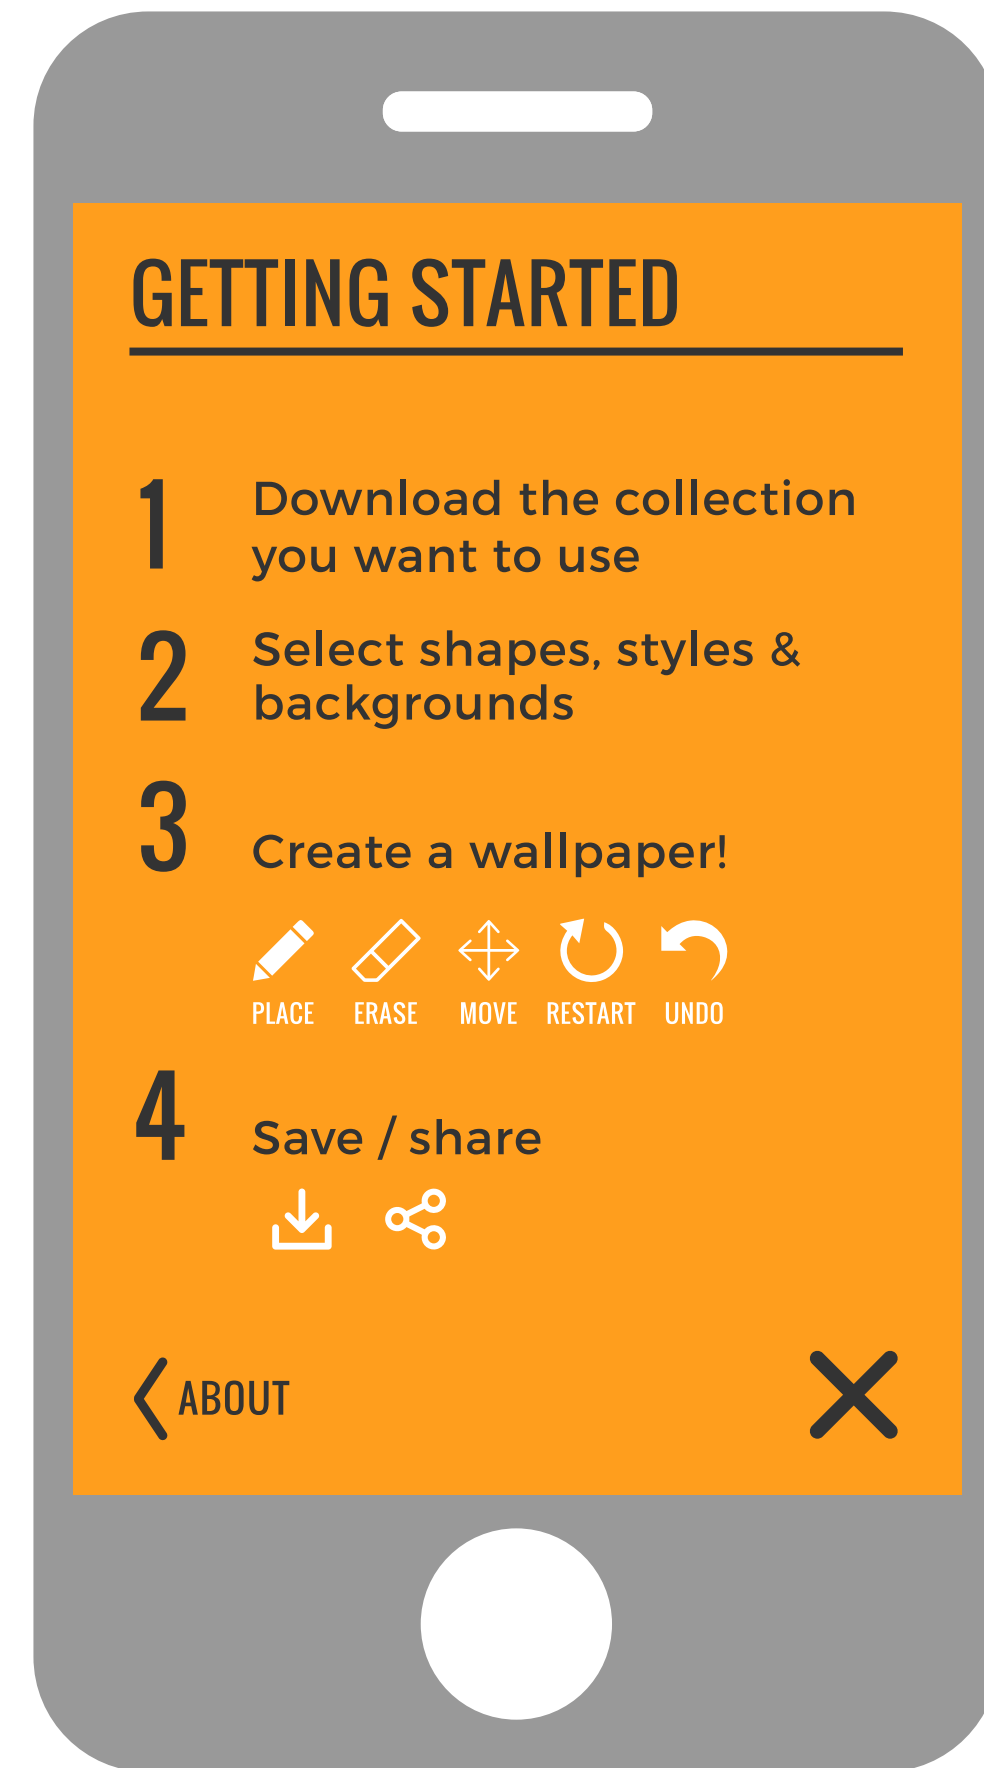 GETTING STARTED
1 Download the collection
you want to use
2 Select shapes, styles &
backgrounds
3 Create a wallpaper!
PLACE ERASE MOVE RESTART UNDO
4 Save / share
ABOUT